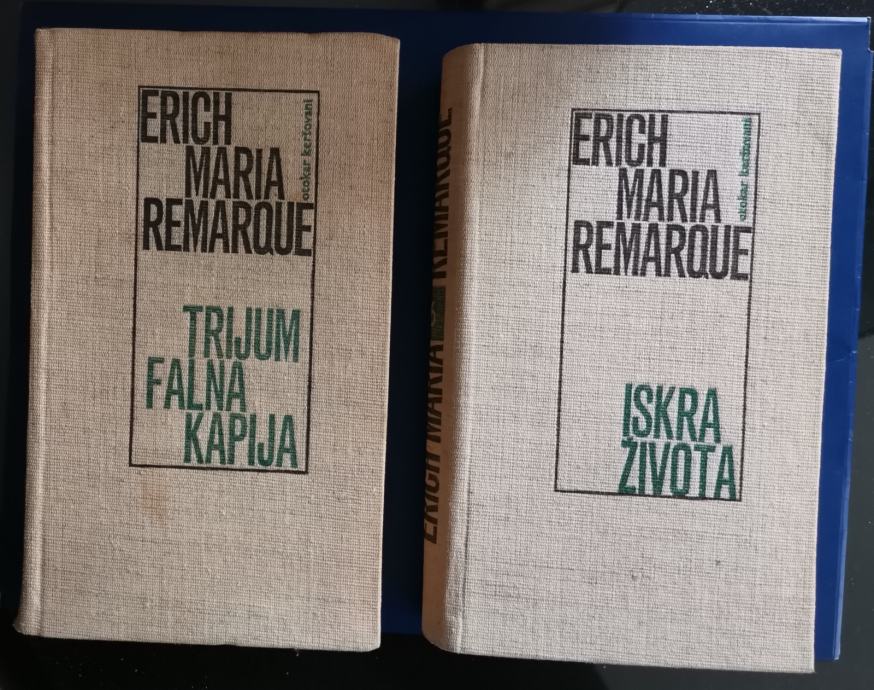 ERICH
MARIA
REMARQUE
otokar keršovani
TRIJUM
FALNA
KAPIJA
ERICH MARIA REMARQUE
ERICH
MARIA
REMARQUE
otokar keršovani
ISKRA
ŽIVOTA